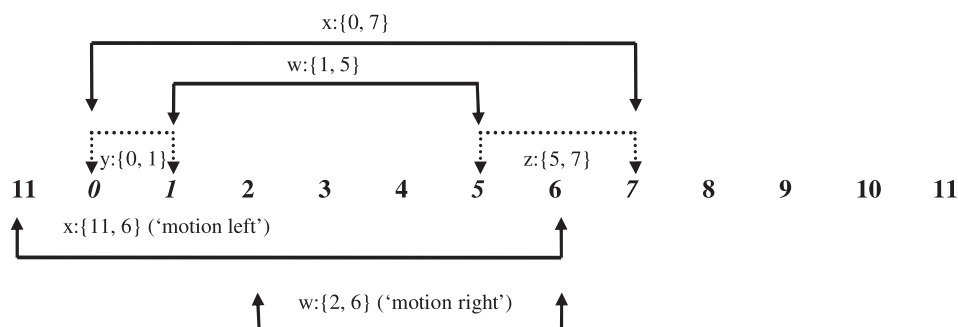 x:{0, 7}
w:{1, 5}
y:{0, 1} z:{5, 7}
11 0 1 2 3 4 5 6 7 8 9 10 11
x:{11, 6} (‘motion left’)
w:{2, 6} (‘motion right’)